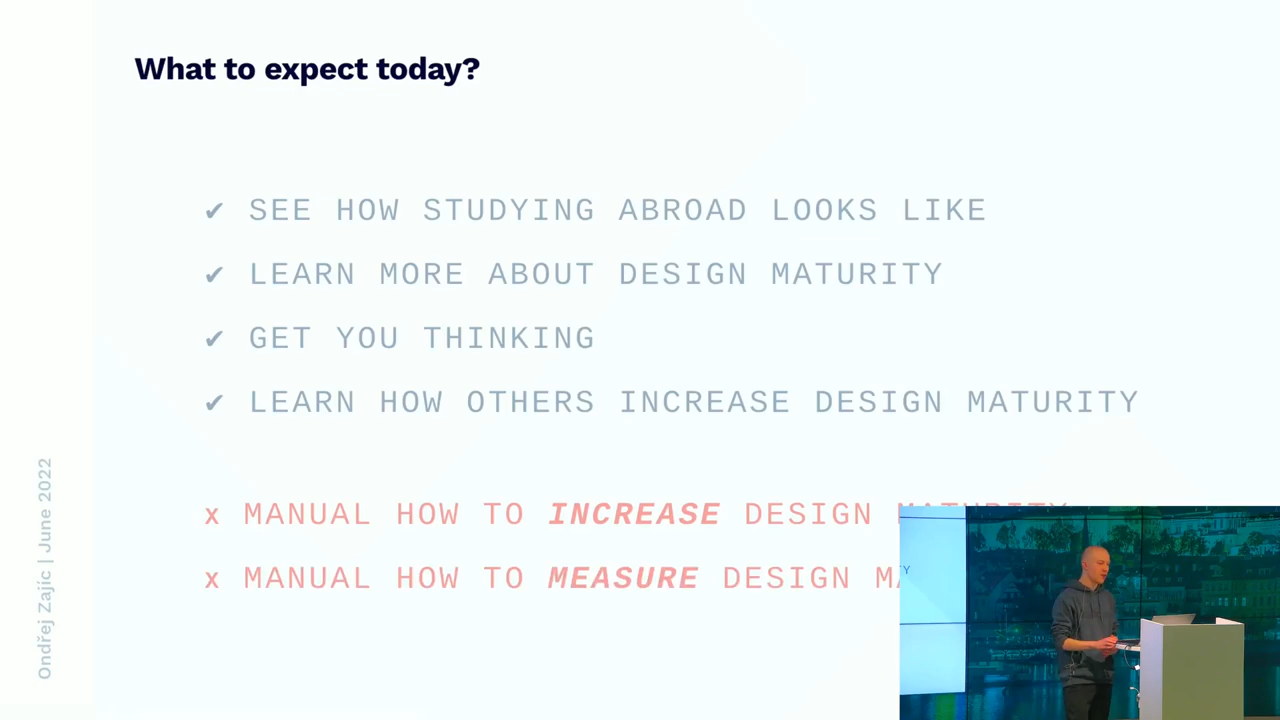 What to expect today?
✔ SEE HOW STUDYING ABROAD LOOKS LIKE
✔ LEARN MORE ABOUT DESIGN MATURITY
✔ GET YOU THINKING
✔ LEARN HOW OTHERS INCREASE DESIGN MATURITY
x MANUAL HOW TO INCREASE DESIGN
x MANUAL HOW TO MEASURE DESIGN
Ondřej Zajíc | June 2022